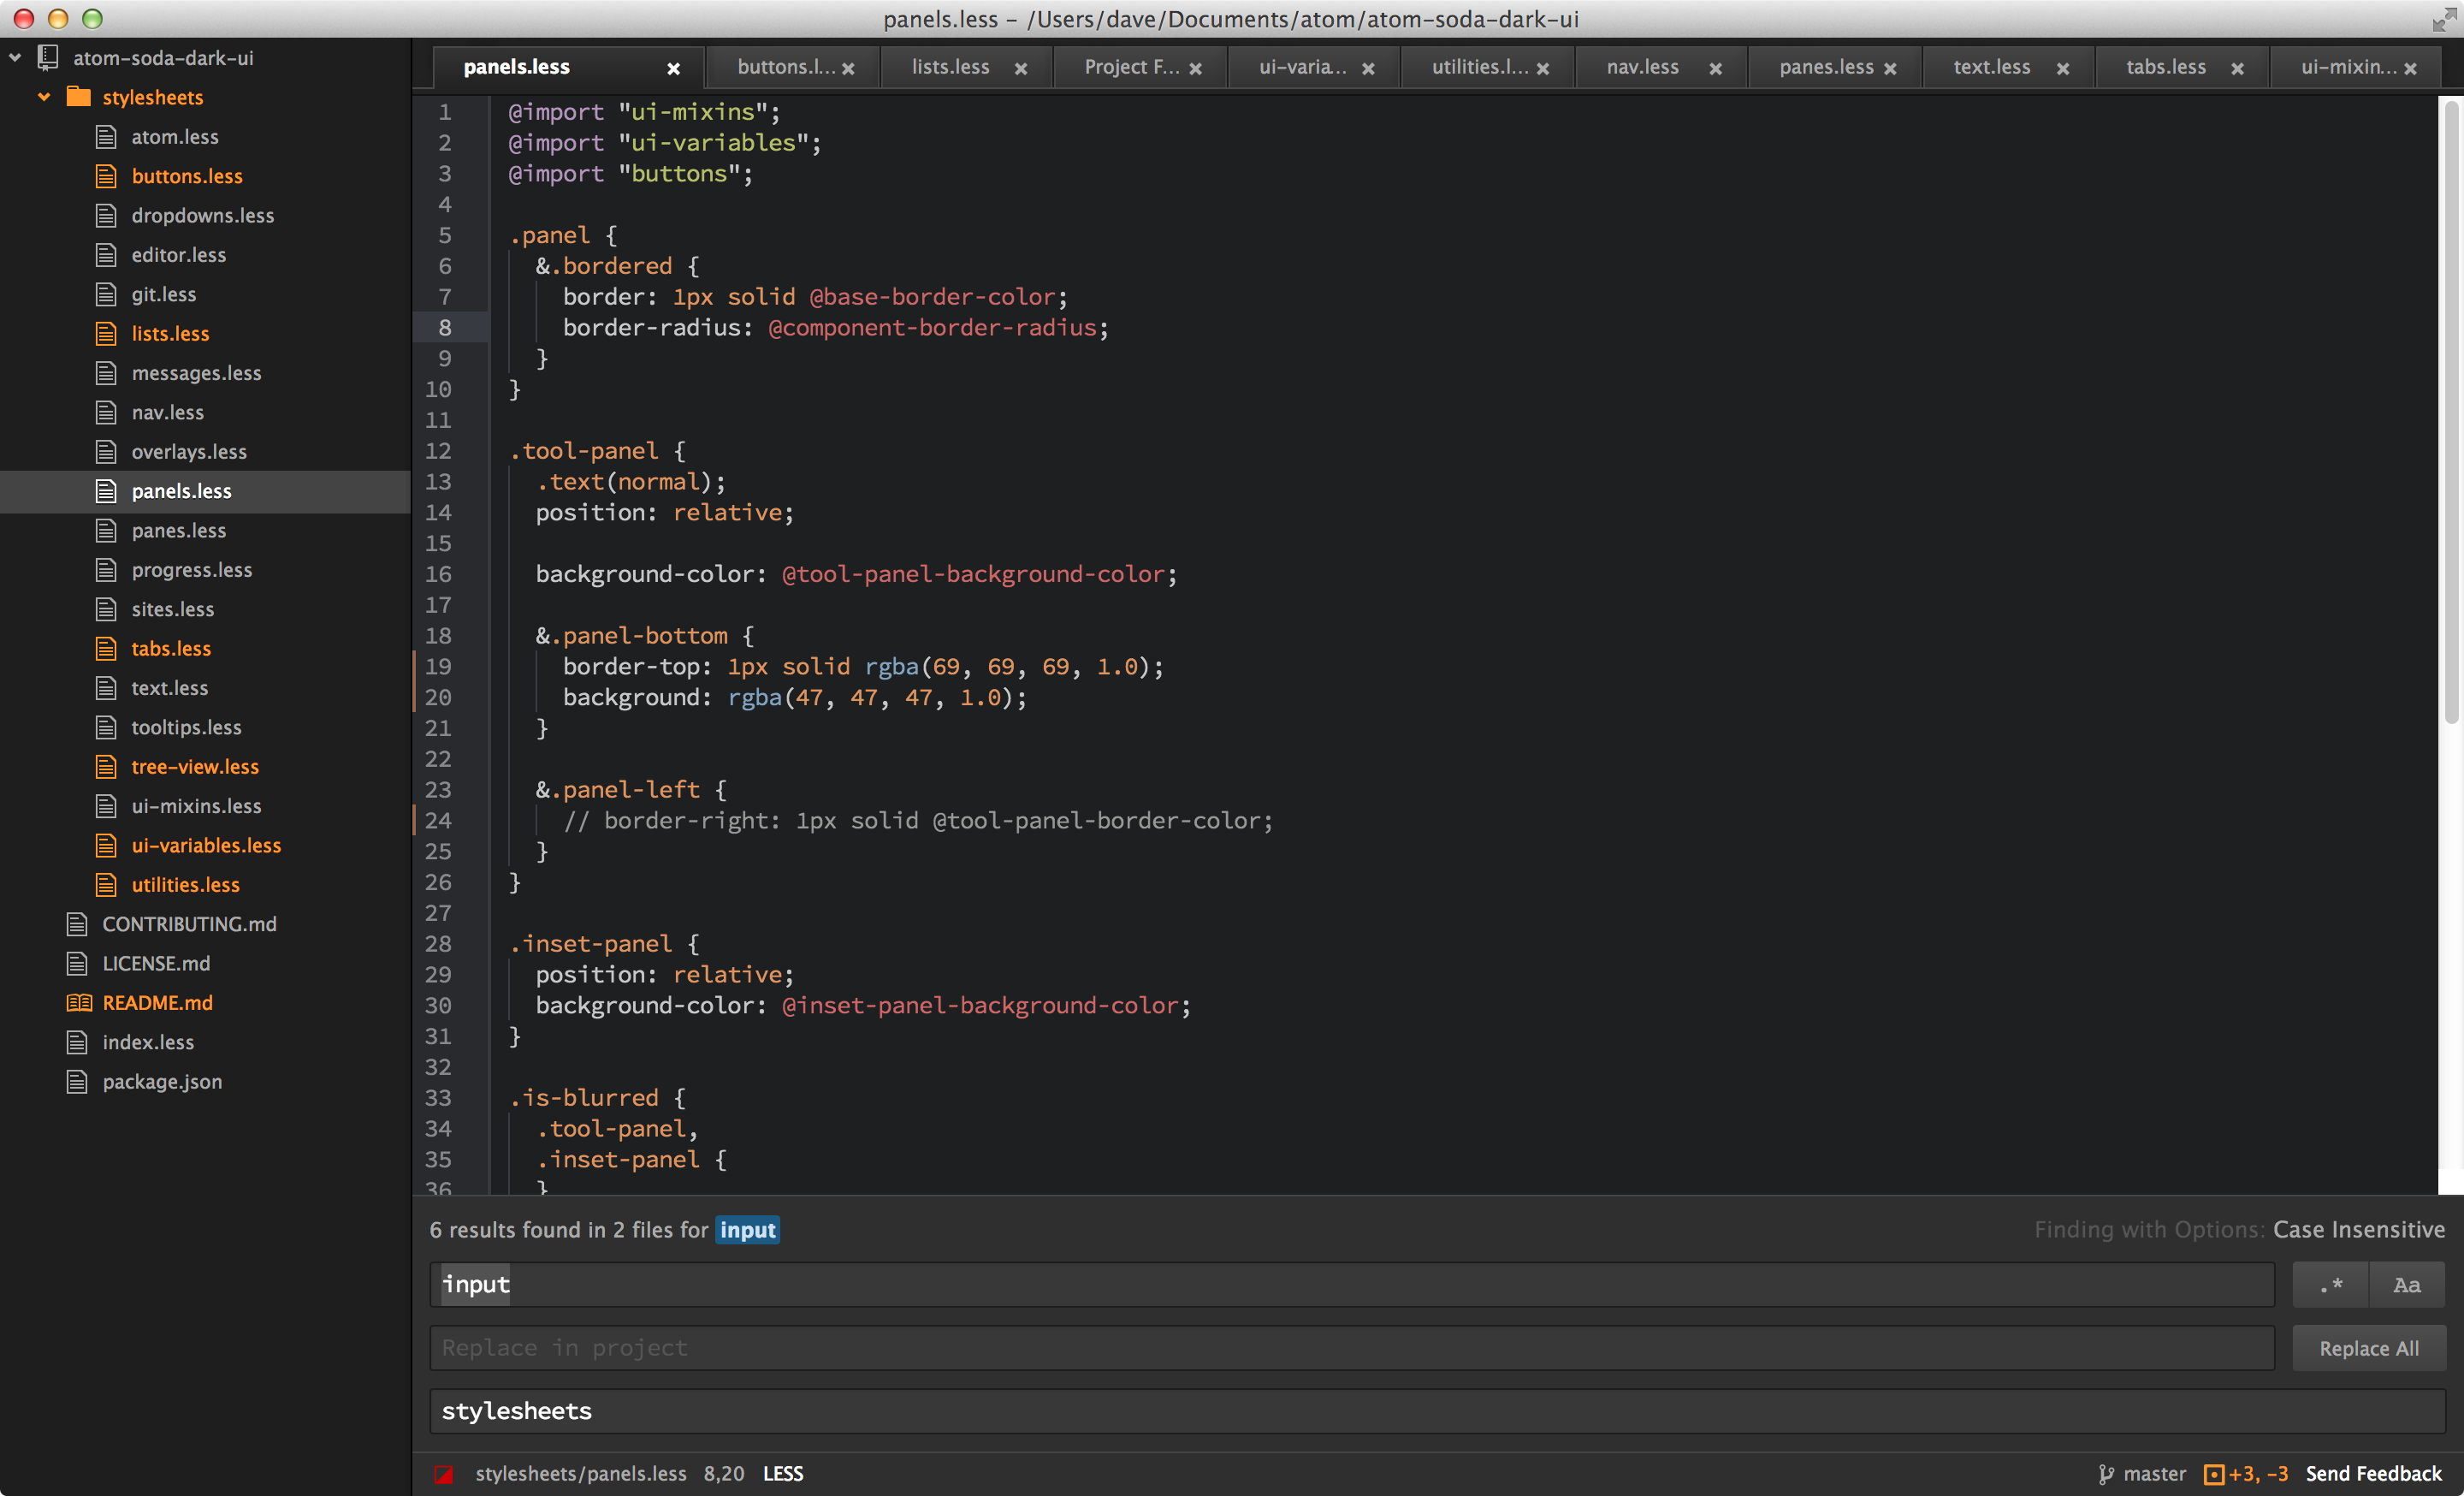 panels.less – /Users/dave/Documents/atom/atom-soda-dark-ui
atom-soda-dark-ui
stylesheets
atom.less
buttons.less
dropdowns.less
editor.less
git.less
lists.less
messages.less
nav.less
overlays.less
panels.less
panes.less
progress.less
sites.less
tabs.less
text.less
tooltips.less
tree-view.less
ui-mixins.less
ui-variables.less
utilities.less
CONTRIBUTING.md
LICENSE.md
README.md
index.less
package.json
panels.less buttons.l... lists.less Project F... ui-varia... utilities.l... nav.less panes.less text.less tabs.less ui-mixin...
1 @import "ui-mixins";
2 @import "ui-variables";
3 @import "buttons";
4
5 .panel {
6 &.bordered {
7 border: 1px solid @base-border-color;
8 border-radius: @component-border-radius;
9 }
10 }
11
12 .tool-panel {
13 .text(normal);
14 position: relative;
15
16 background-color: @tool-panel-background-color;
17
18 &.panel-bottom {
19 border-top: 1px solid rgba(69, 69, 69, 1.0);
20 background: rgba(47, 47, 47, 1.0);
21 }
22
23 &.panel-left {
24 // border-right: 1px solid @tool-panel-border-color;
25 }
26 }
27
28 .inset-panel {
29 position: relative;
30 background-color: @inset-panel-background-color;
31 }
32
33 .is-blurred {
34 .tool-panel,
35 .inset-panel {
36 }
6 results found in 2 files for input
Finding with Options: Case Insensitive
input
.* Aa
Replace in project
Replace All
stylesheets
stylesheets/panels.less 8,20 LESS
master +3, -3 Send Feedback